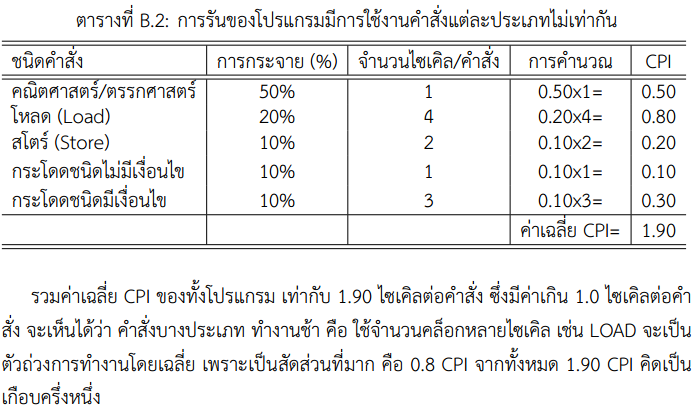 ตารางที่ B.2: การรันของโปรแกรมมีการใช้งานคำสั่งแต่ละประเภทไม่เท่ากัน
ชนิดคำสั่ง การกระจาย (%) จำนวนไซเคิล/คำสั่ง การคำนวณ CPI
คณิตศาสตร์/ตรรกศาสตร์ 50% 1 0.50x1= 0.50
โหลด (Load) 20% 4 0.20x4= 0.80
สโตร์ (Store) 10% 2 0.10x2= 0.20
กระโดดชนิดไม่มีเงื่อนไข 10% 1 0.10x1= 0.10
กระโดดชนิดมีเงื่อนไข 10% 3 0.10x3= 0.30
ค่าเฉลี่ย CPI= 1.90
รวมค่าเฉลี่ย CPI ของทั้งโปรแกรม เท่ากับ 1.90 ไซเคิลต่อคำสั่ง ซึ่งมีค่าเกิน 1.0 ไซเคิลต่อคำ
สั่ง จะเห็นได้ว่า คำสั่งบางประเภท ทำงานช้า คือ ใช้จำนวนคล็อกหลายไซเคิล เช่น LOAD จะเป็น
ตัวถ่วงการทำงานโดยเฉลี่ย เพราะเป็นสัดส่วนที่มาก คือ 0.8 CPI จากทั้งหมด 1.90 CPI คิดเป็น
เกือบครึ่งหนึ่ง